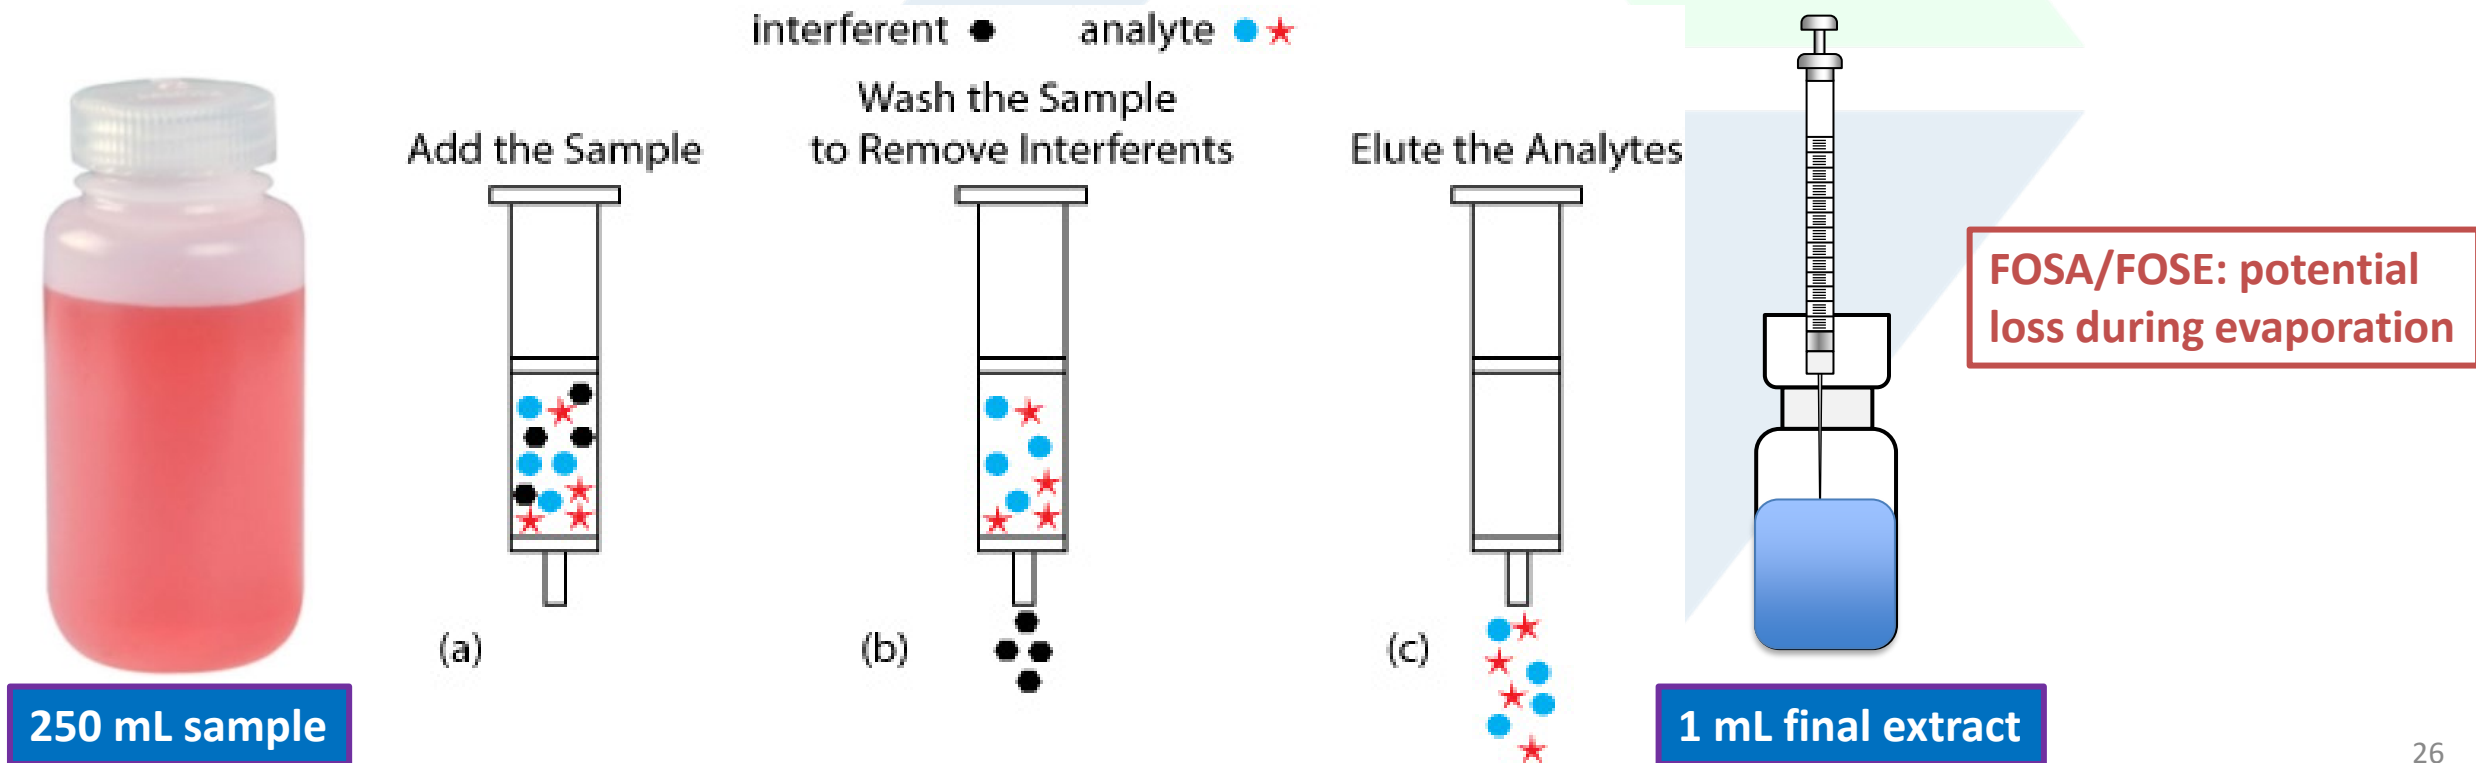 interferent
analyte
Add the Sample
Wash the Sample
to Remove Interferents
Elute the Analytes
FOSA/FOSE: potential
loss during evaporation
(a)
(b)
(c)
250 mL sample
1 mL final extract
26